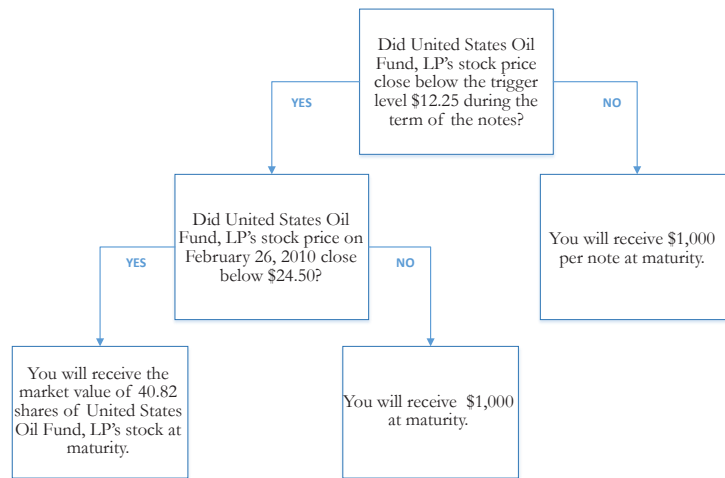 Did United States Oil
Fund, LP's stock price
close below the trigger
level $12.25 during the
term of the notes?
YES
NO
Did United States Oil
Fund, LP's stock price on
February 26, 2010 close
below $24.50?
You will receive $1,000
per note at maturity.
YES
NO
You will receive the
market value of 40.82
shares of United States
Oil Fund, LP's stock at
maturity.
You will receive $1,000
at maturity.